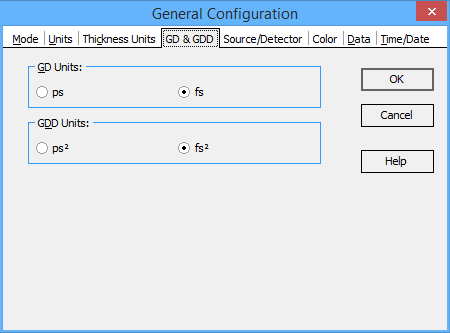 General Configuration
Mode Units Thickness Units GD & GDD Source/Detector Color Data Time/Date
GD Units:
ps fs
GDD Units:
ps² fs²
OK
Cancel
Help